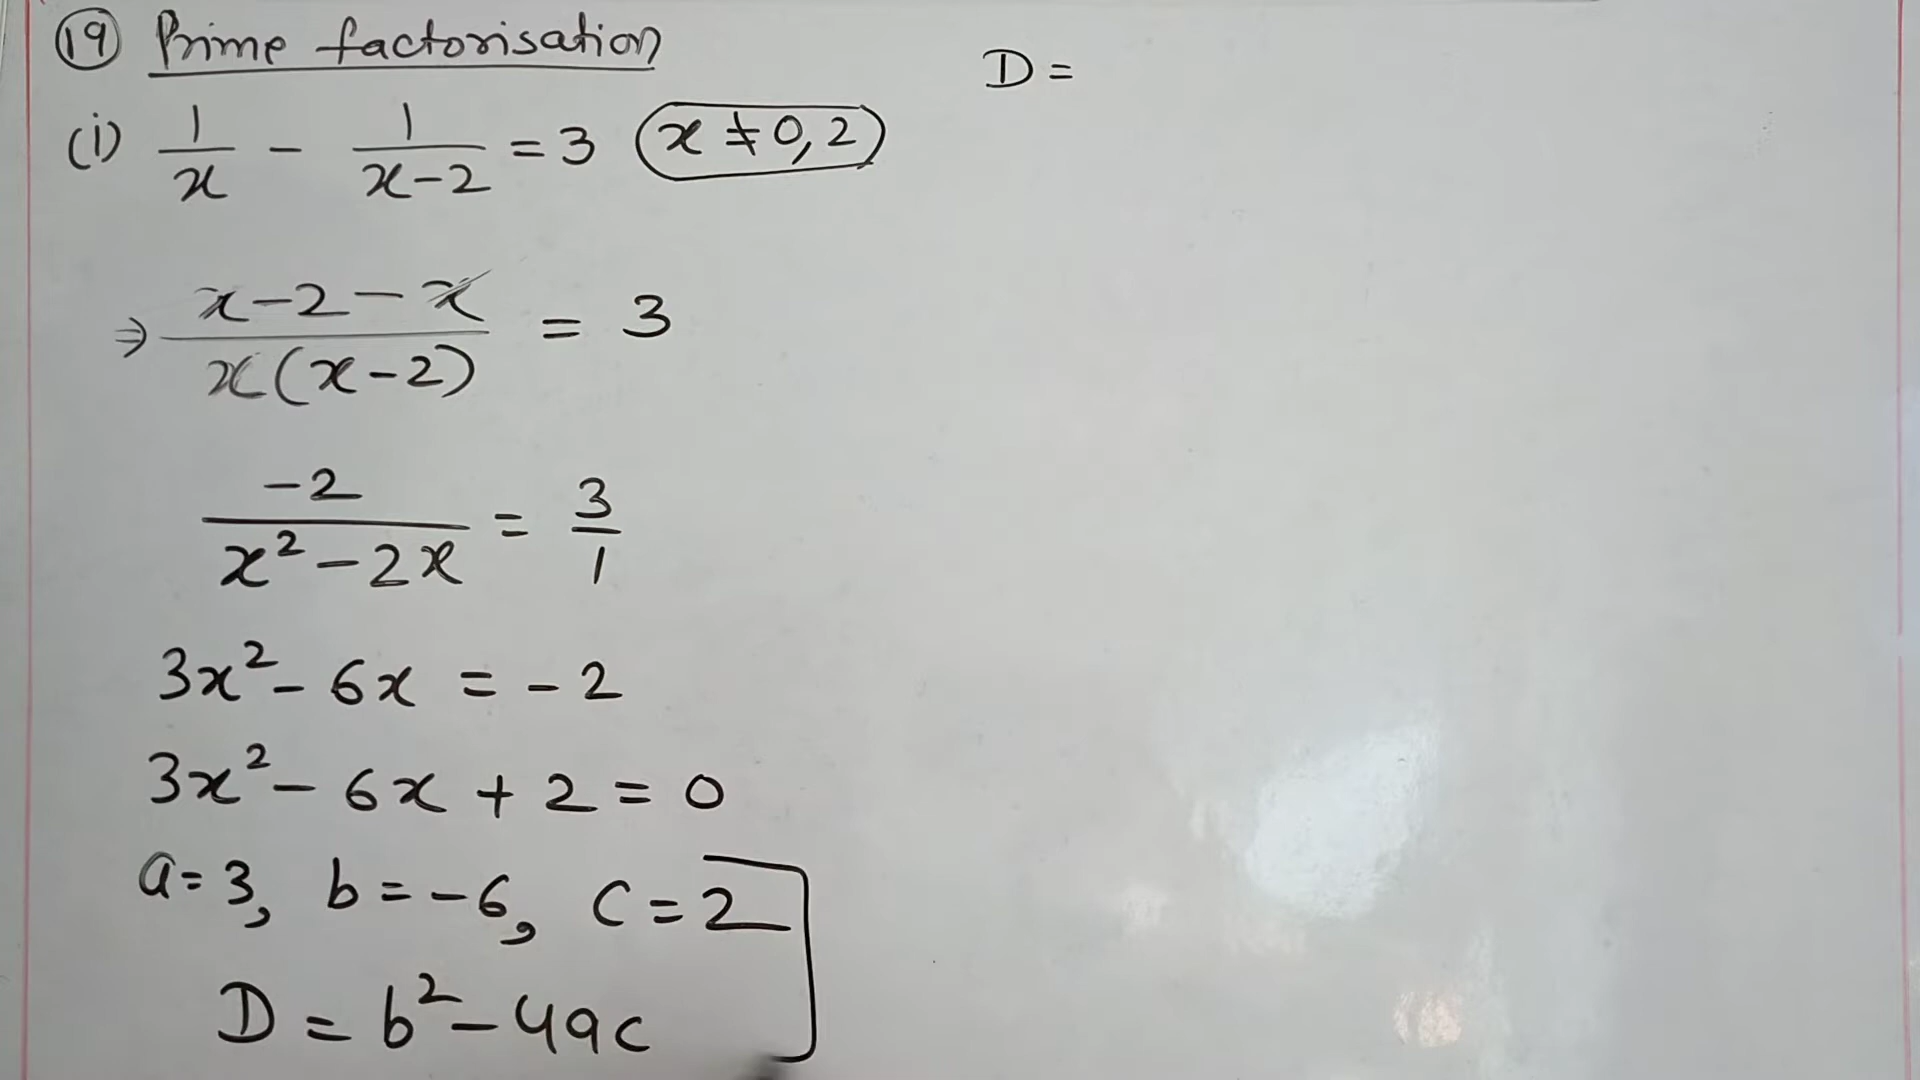 (19) Prime factorisation
(i) 1/x - 1/(x-2) = 3 (x ≠ 0, 2)
⇒ (x-2-x)/(x(x-2)) = 3
-2/(x²-2x) = 3/1
3x² - 6x = -2
3x² - 6x + 2 = 0
a=3, b=-6, c=2
D = b² - 4ac
D =